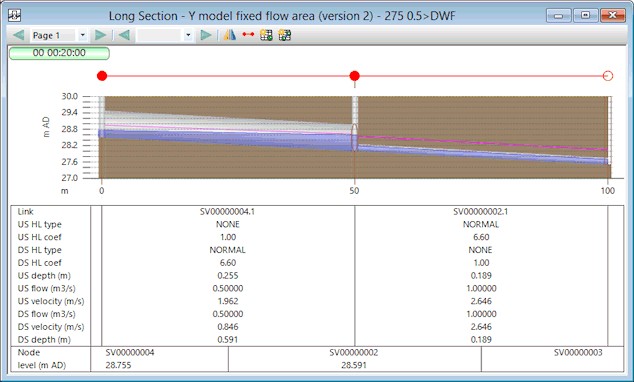 Long Section - Y model fixed flow area (version 2) - 275 0.5>DWF
Page 1
00 00:20:00
30.0
29.4
m AD
28.8
28.2
27.6
27.0
m 0 50 100
Link SV00000004.1 SV00000002.1
US HL type NONE NORMAL
US HL coef 1.00 6.60
DS HL type NORMAL NONE
DS HL coef 6.60 1.00
US depth (m) 0.255 0.189
US flow (m3/s) 0.50000 1.00000
US velocity (m/s) 1.962 2.646
DS flow (m3/s) 0.50000 1.00000
DS velocity (m/s) 0.846 2.646
DS depth (m) 0.591 0.189
Node SV00000004 SV00000002 SV00000003
level (m AD) 28.755 28.591